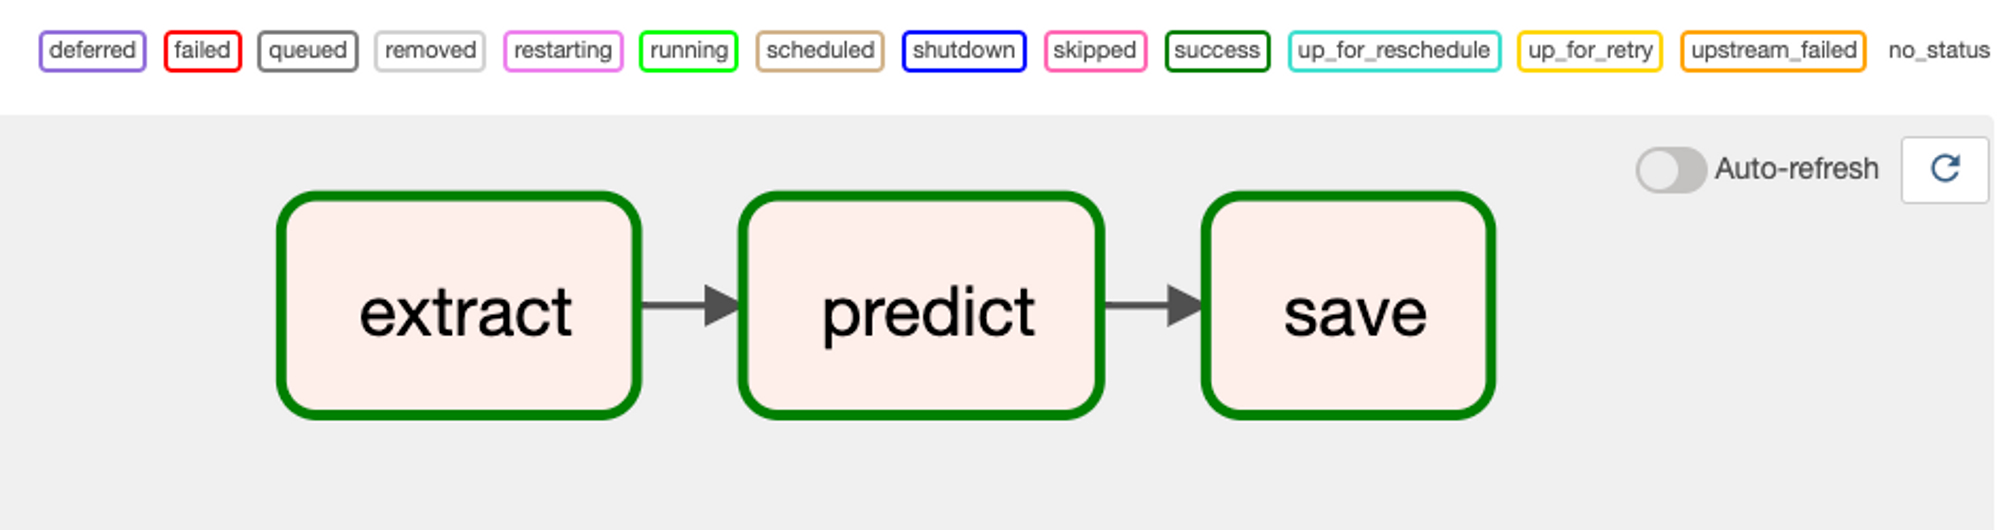 deferred failed queued removed restarting running scheduled shutdown skipped success up_for_reschedule up_for_retry upstream_failed no_status
Auto-refresh
extract predict save